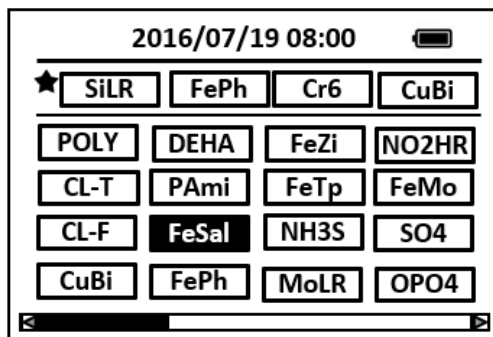 2016/07/19 08:00
SiLR FePh Cr6 CuBi
POLY DEHA FeZi NO2HR
CL-T PAmi FeTp FeMo
CL-F FeSal NH3S SO4
CuBi FePh MoLR OPO4